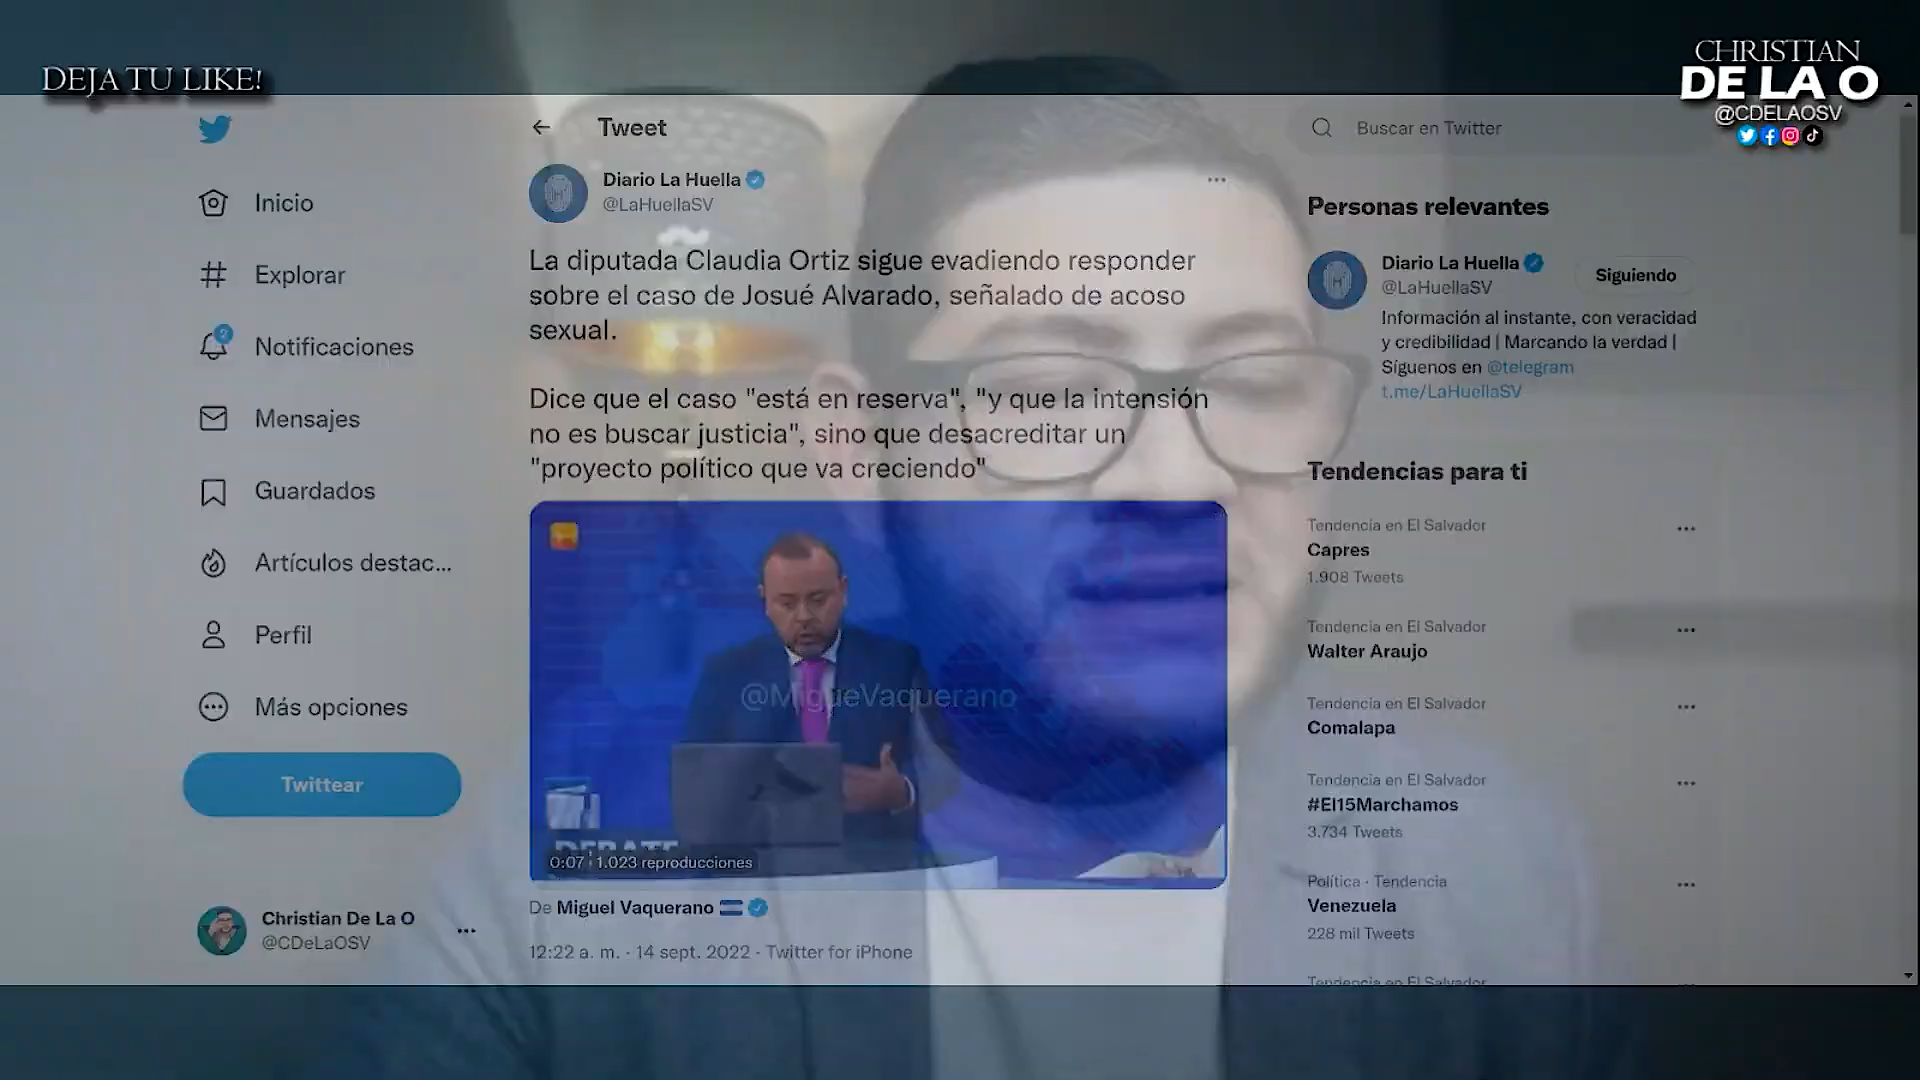 DEJA TU LIKE!
CHRISTIAN
DE LA O
@CDELAOSV
Inicio
Explorar
2
Notificaciones
Mensajes
Guardados
Artículos destac...
Perfil
Más opciones
Twittear
Christian De La O
@CDeLaOSV
Tweet
Diario La Huella
@LaHuellaSV
La diputada Claudia Ortiz sigue evadiendo responder
sobre el caso de Josué Alvarado, señalado de acoso
sexual.
Dice que el caso "está en reserva", "y que la intensión
no es buscar justicia", sino que desacreditar un
"proyecto político que va creciendo"
@MigueVaquerano
DEBATE
0:07 1.023 reproducciones
De Miguel Vaquerano
12:22 a. m. · 14 sept. 2022 · Twitter for iPhone
Buscar en Twitter
Personas relevantes
Diario La Huella
@LaHuellaSV
Siguiendo
Información al instante, con veracidad
y credibilidad | Marcando la verdad |
Síguenos en @telegram
t.me/LaHuellaSV
Tendencias para ti
Tendencia en El Salvador
Capres
1.908 Tweets
Tendencia en El Salvador
Walter Araujo
Tendencia en El Salvador
Comalapa
Tendencia en El Salvador
#El15Marchamos
3.734 Tweets
Política · Tendencia
Venezuela
228 mil Tweets
Tendencia en El Salvador